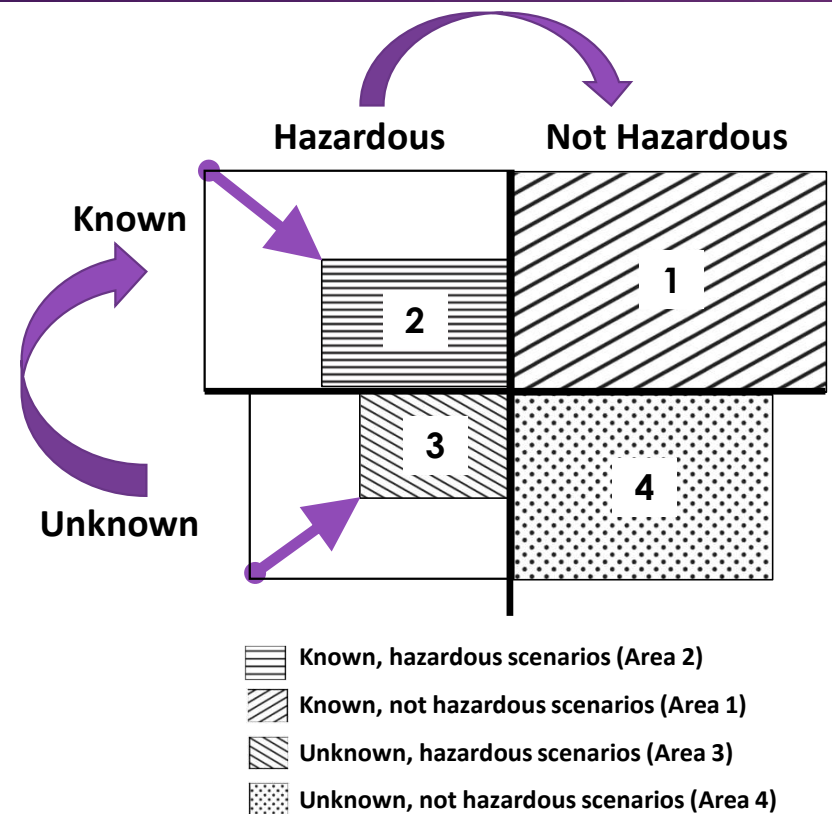 Hazardous Not Hazardous
Known
1
2
3
4
Unknown
Known, hazardous scenarios (Area 2)
Known, not hazardous scenarios (Area 1)
Unknown, hazardous scenarios (Area 3)
Unknown, not hazardous scenarios (Area 4)